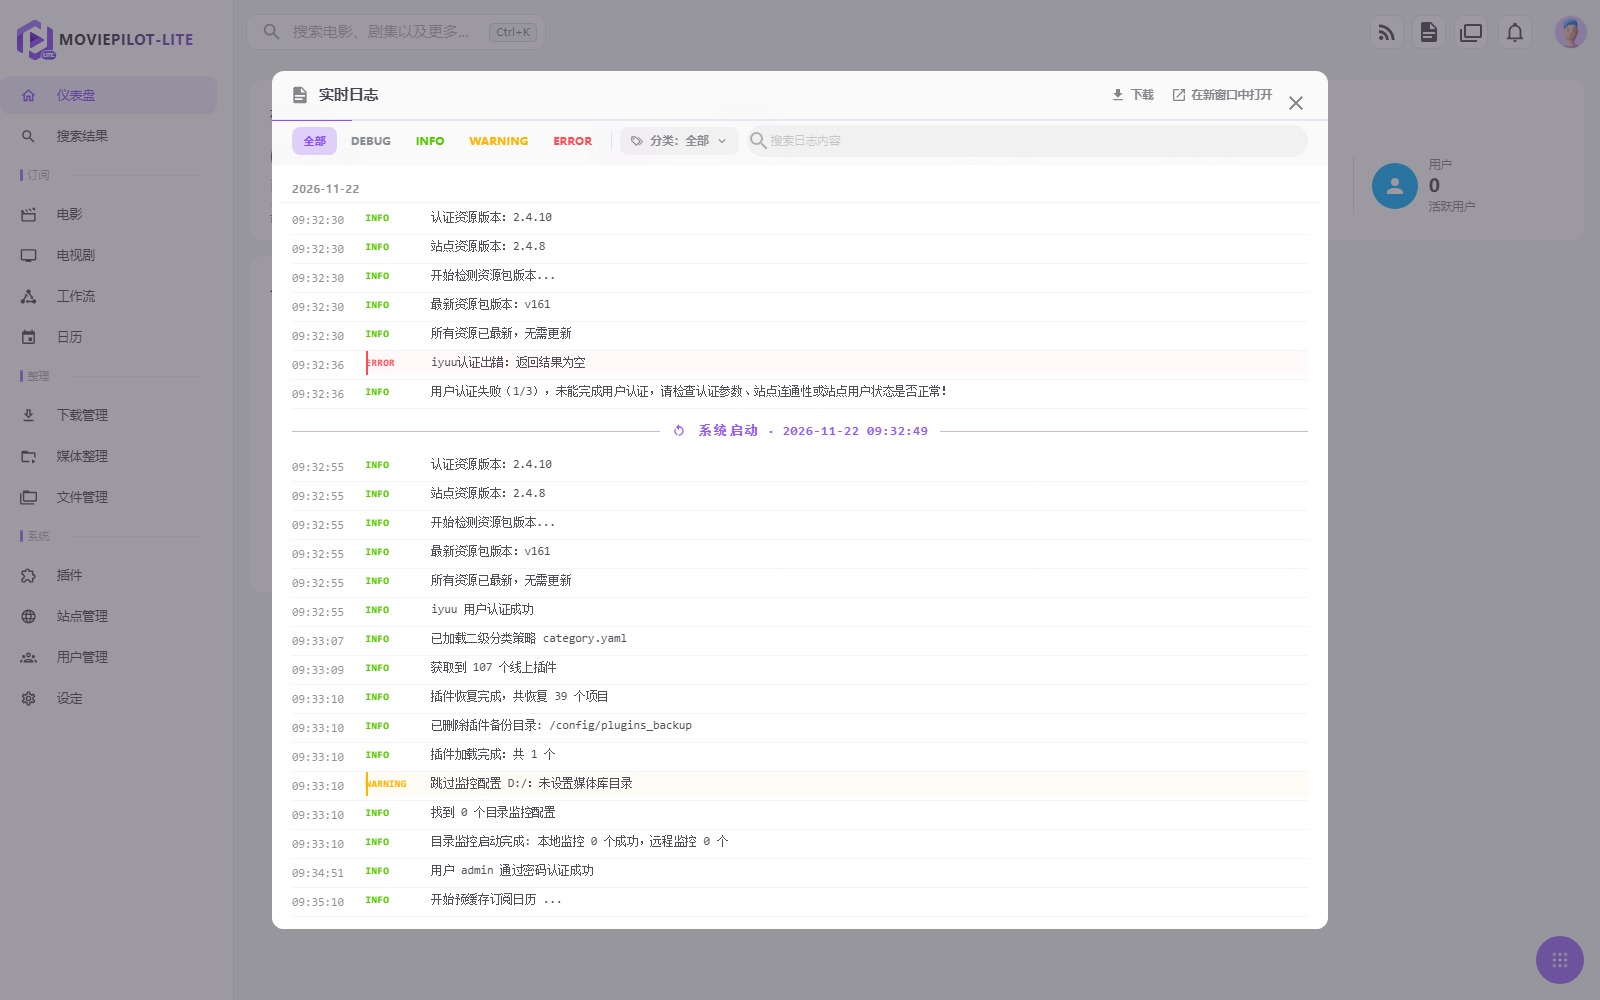 MOVIEPILOT-LITE
搜索电影、剧集以及更多... Ctrl+K
仪表盘
搜索结果
订阅
电影
电视剧
工作流
日历
整理
下载管理
媒体整理
文件管理
系统
插件
站点管理
用户管理
设定
用户
0
活跃用户
实时日志 下载 在新窗口中打开
全部 DEBUG INFO WARNING ERROR 分类：全部 搜索日志内容
2026-11-22
09:32:30 INFO 认证资源版本：2.4.10
09:32:30 INFO 站点资源版本：2.4.8
09:32:30 INFO 开始检测资源包版本...
09:32:30 INFO 最新资源包版本：v161
09:32:30 INFO 所有资源已最新，无需更新
09:32:36 ERROR iyuu认证出错：返回结果为空
09:32:36 INFO 用户认证失败（1/3），未能完成用户认证，请检查认证参数、站点连通性或站点用户状态是否正常！
系统启动 · 2026-11-22 09:32:49
09:32:55 INFO 认证资源版本：2.4.10
09:32:55 INFO 站点资源版本：2.4.8
09:32:55 INFO 开始检测资源包版本...
09:32:55 INFO 最新资源包版本：v161
09:32:55 INFO 所有资源已最新，无需更新
09:32:55 INFO iyuu 用户认证成功
09:33:07 INFO 已加载二级分类策略 category.yaml
09:33:09 INFO 获取到 107 个线上插件
09:33:10 INFO 插件恢复完成，共恢复 39 个项目
09:33:10 INFO 已删除插件备份目录: /config/plugins_backup
09:33:10 INFO 插件加载完成：共 1 个
09:33:10 WARNING 跳过监控配置 D:/：未设置媒体库目录
09:33:10 INFO 找到 0 个目录监控配置
09:33:10 INFO 目录监控启动完成: 本地监控 0 个成功，远程监控 0 个
09:34:51 INFO 用户 admin 通过密码认证成功
09:35:10 INFO 开始预缓存订阅日历 ...